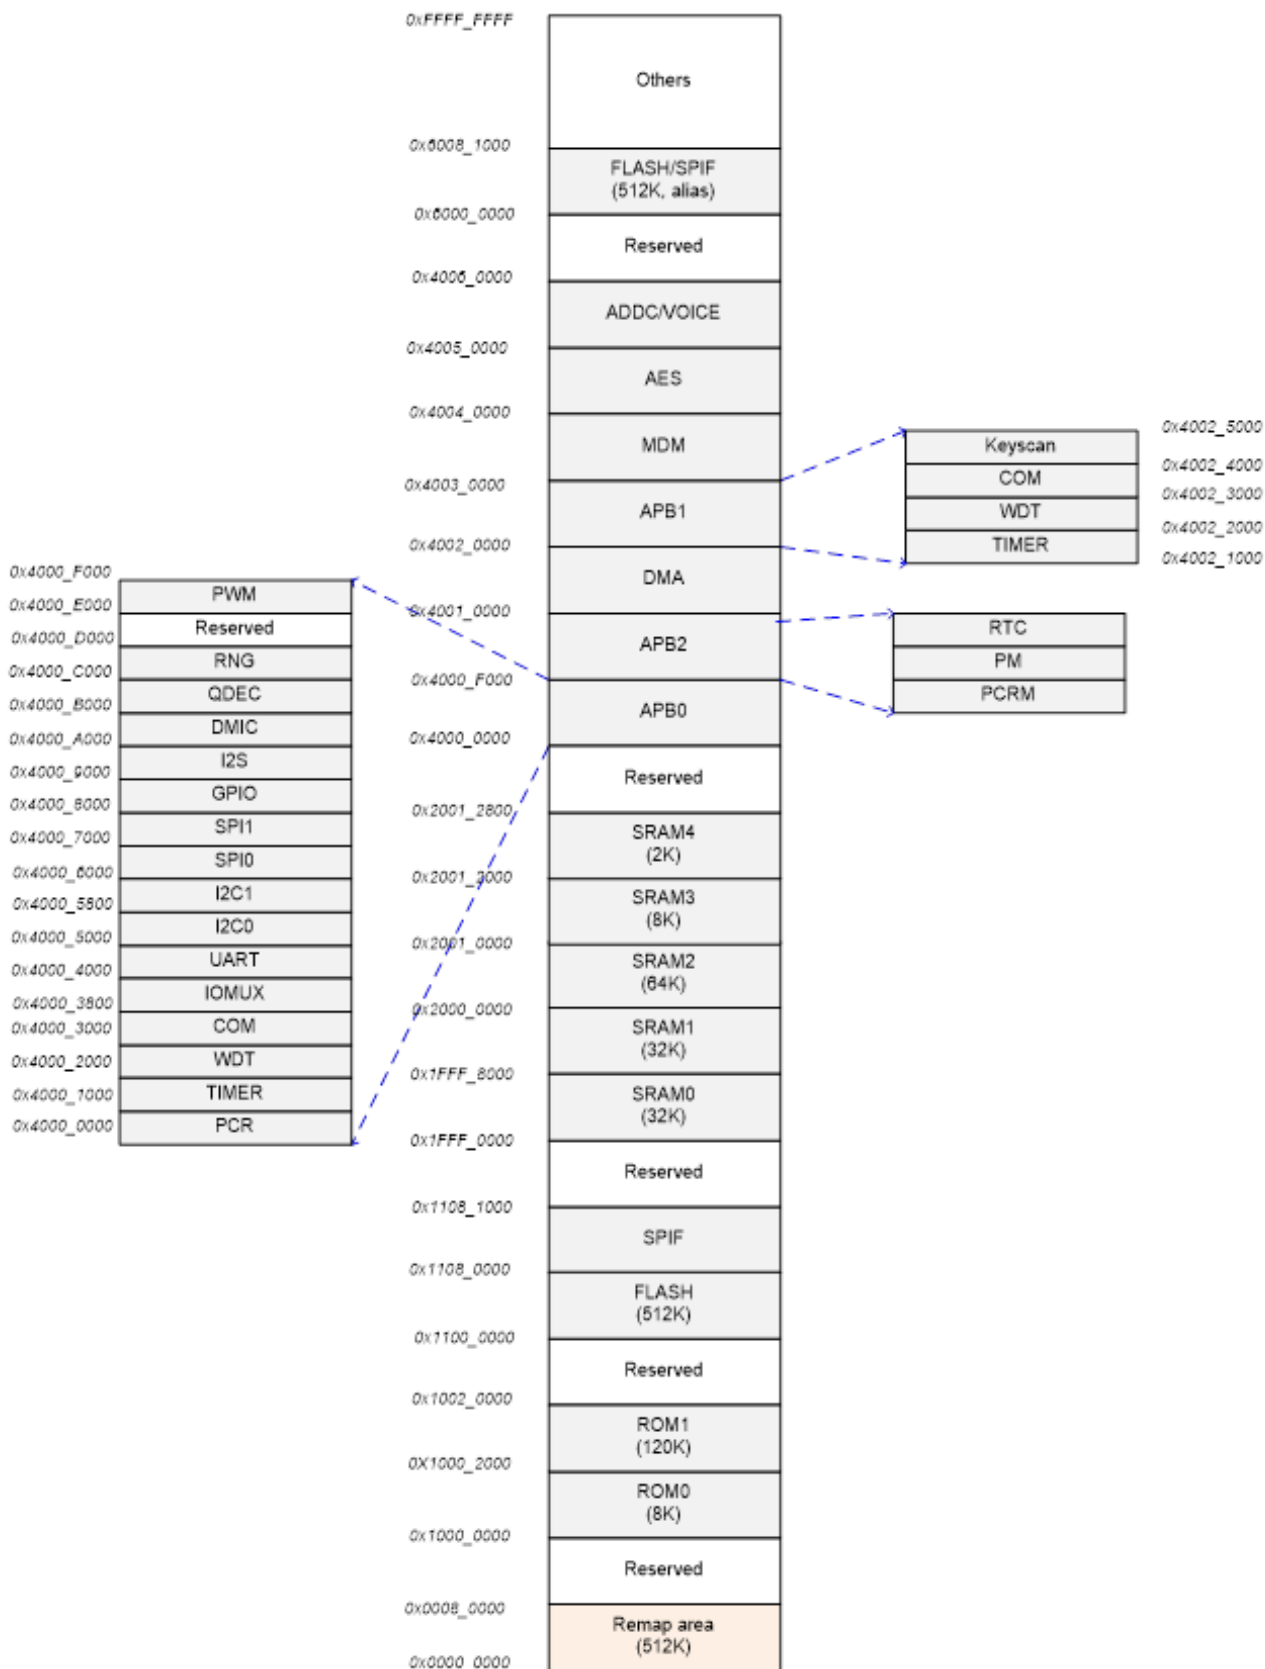 0xFFFF_FFFF
Others
0x6008_1000
FLASH/SPIF
(512K, alias)
0x6000_0000
Reserved
0x4006_0000
ADDC/VOICE
0x4005_0000
AES
0x4004_0000
MDM
0x4003_0000
APB1
0x4002_0000
DMA
0x4001_0000
APB2
0x4000_F000
APB0
0x4000_0000
Reserved
0x2001_2800
SRAM4
(2K)
0x2001_2000
SRAM3
(8K)
0x2001_0000
SRAM2
(64K)
0x2000_0000
SRAM1
(32K)
0x1FFF_8000
SRAM0
(32K)
0x1FFF_0000
Reserved
0x1108_1000
SPIF
0x1108_0000
FLASH
(512K)
0x1100_0000
Reserved
0x1002_0000
ROM1
(120K)
0X1000_2000
ROM0
(8K)
0x1000_0000
Reserved
0x0008_0000
Remap area
(512K)
0x0000_0000
0x4002_5000
Keyscan
0x4002_4000
COM
0x4002_3000
WDT
0x4002_2000
TIMER
0x4002_1000
RTC
PM
PCRM
0x4000_F000
PWM
0x4000_E000
Reserved
0x4000_D000
RNG
0x4000_C000
QDEC
0x4000_B000
DMIC
0x4000_A000
I2S
0x4000_9000
GPIO
0x4000_8000
SPI1
0x4000_7000
SPI0
0x4000_6000
I2C1
0x4000_5800
I2C0
0x4000_5000
UART
0x4000_4000
IOMUX
0x4000_3800
COM
0x4000_3000
WDT
0x4000_2000
TIMER
0x4000_1000
PCR
0x4000_0000